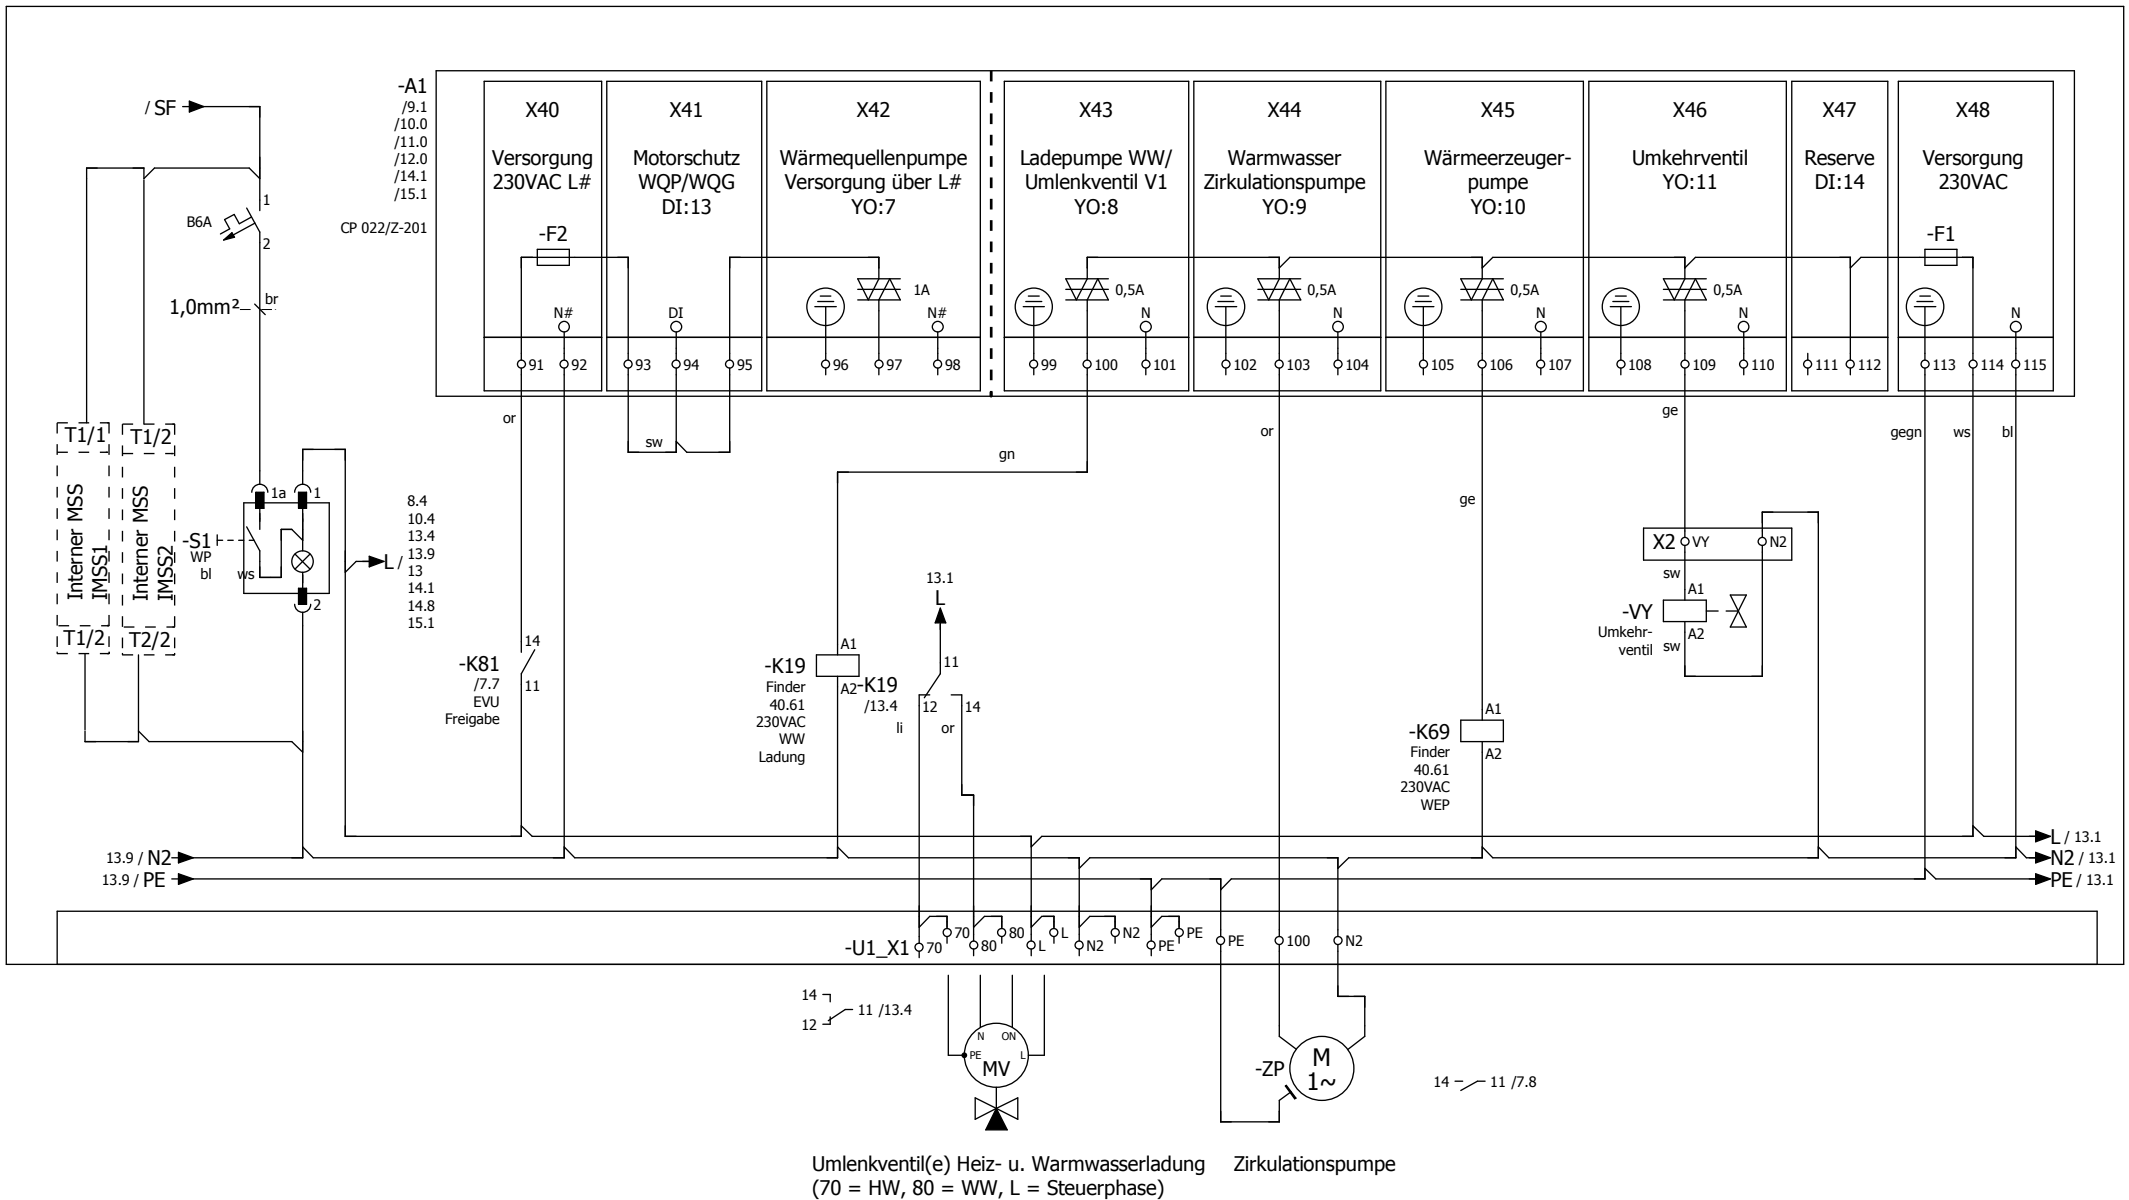 / SF
-A1
/9.1
/10.0
/11.0
/12.0
/14.1
/15.1
CP 022/Z-201
X40
Versorgung
230VAC L#
-F2
N#
91
92
X41
Motorschutz
WQP/WQG
DI:13
DI
93
94
95
X42
Wärmequellenpumpe
Versorgung über L#
YO:7
1A
N#
96
97
98
X43
Ladepumpe WW/
Umlenkventil V1
YO:8
0,5A
N
99
100
101
X44
Warmwasser
Zirkulationspumpe
YO:9
0,5A
N
102
103
104
X45
Wärmeerzeuger-
pumpe
YO:10
0,5A
N
105
106
107
X46
Umkehrventil
YO:11
0,5A
N
108
109
110
X47
Reserve
DI:14
111
112
X48
Versorgung
230VAC
-F1
N
113
114
115
1
B6A
2
1,0mm²
br
or
sw
gn
or
ge
ge
gegn
ws
bl
T1/1
Interner MSS
IMSS1
T1/2
T1/2
Interner MSS
IMSS2
T2/2
1a
1
-S1
WP
bl
ws
2
L /
8.4
10.4
13.4
13.9
13
14.1
14.8
15.1
14
-K81
/7.7
EVU
Freigabe
11
A1
-K19
Finder
40.61
230VAC
WW
Ladung
A2
13.1
L
11
-K19
/13.4
12
14
li
or
A1
-K69
Finder
40.61
230VAC
WEP
A2
X2
VY
N2
sw
A1
-VY
Umkehr-
ventil
A2
sw
13.9 / N2
13.9 / PE
L / 13.1
N2 / 13.1
PE / 13.1
-U1_X1
70
70
80
80
L
L
N2
N2
PE
PE
PE
100
N2
14
12
11 /13.4
N
ON
PE
L
MV
-ZP
M
1~
14
11 /7.8
Umlenkventil(e) Heiz- u. Warmwasserladung
(70 = HW, 80 = WW, L = Steuerphase)
Zirkulationspumpe